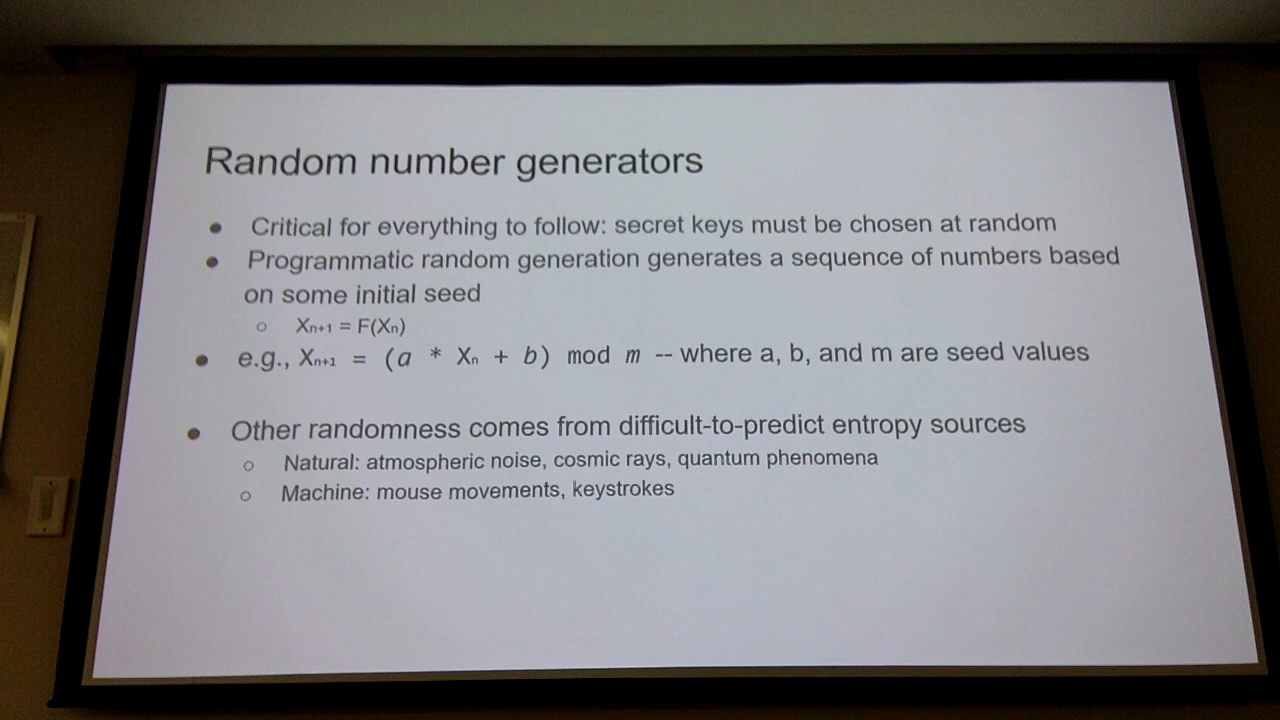 Random number generators
● Critical for everything to follow: secret keys must be chosen at random
● Programmatic random generation generates a sequence of numbers based
on some initial seed
○ Xn+1 = F(Xn)
● e.g., Xn+1 = (a * Xn + b) mod m -- where a, b, and m are seed values
● Other randomness comes from difficult-to-predict entropy sources
○ Natural: atmospheric noise, cosmic rays, quantum phenomena
○ Machine: mouse movements, keystrokes